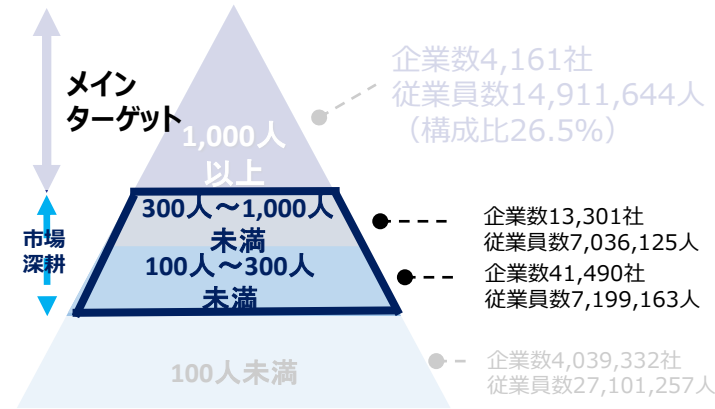 メイン
ターゲット
1,000人
以上
企業数4,161社
従業員数14,911,644人
（構成比26.5%）
市場
深耕
300人～1,000人
未満
企業数13,301社
従業員数7,036,125人
100人～300人
未満
企業数41,490社
従業員数7,199,163人
100人未満
企業数4,039,332社
従業員数27,101,257人